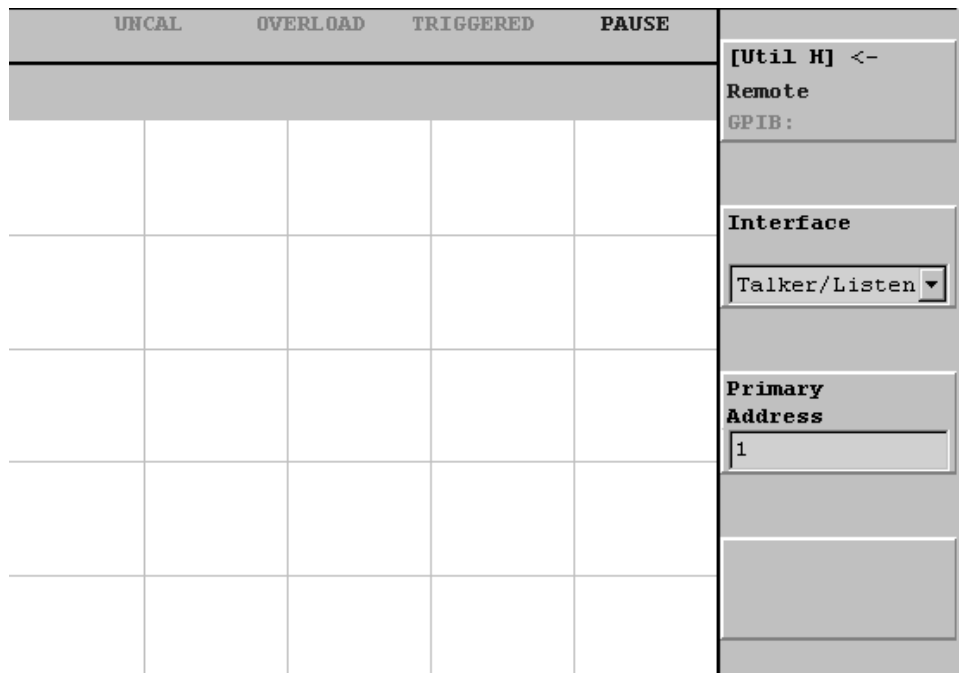 UNCAL OVERLOAD TRIGGERED PAUSE
[Util H] <-
Remote
GPIB:
Interface
Talker/Listen
Primary
Address
1